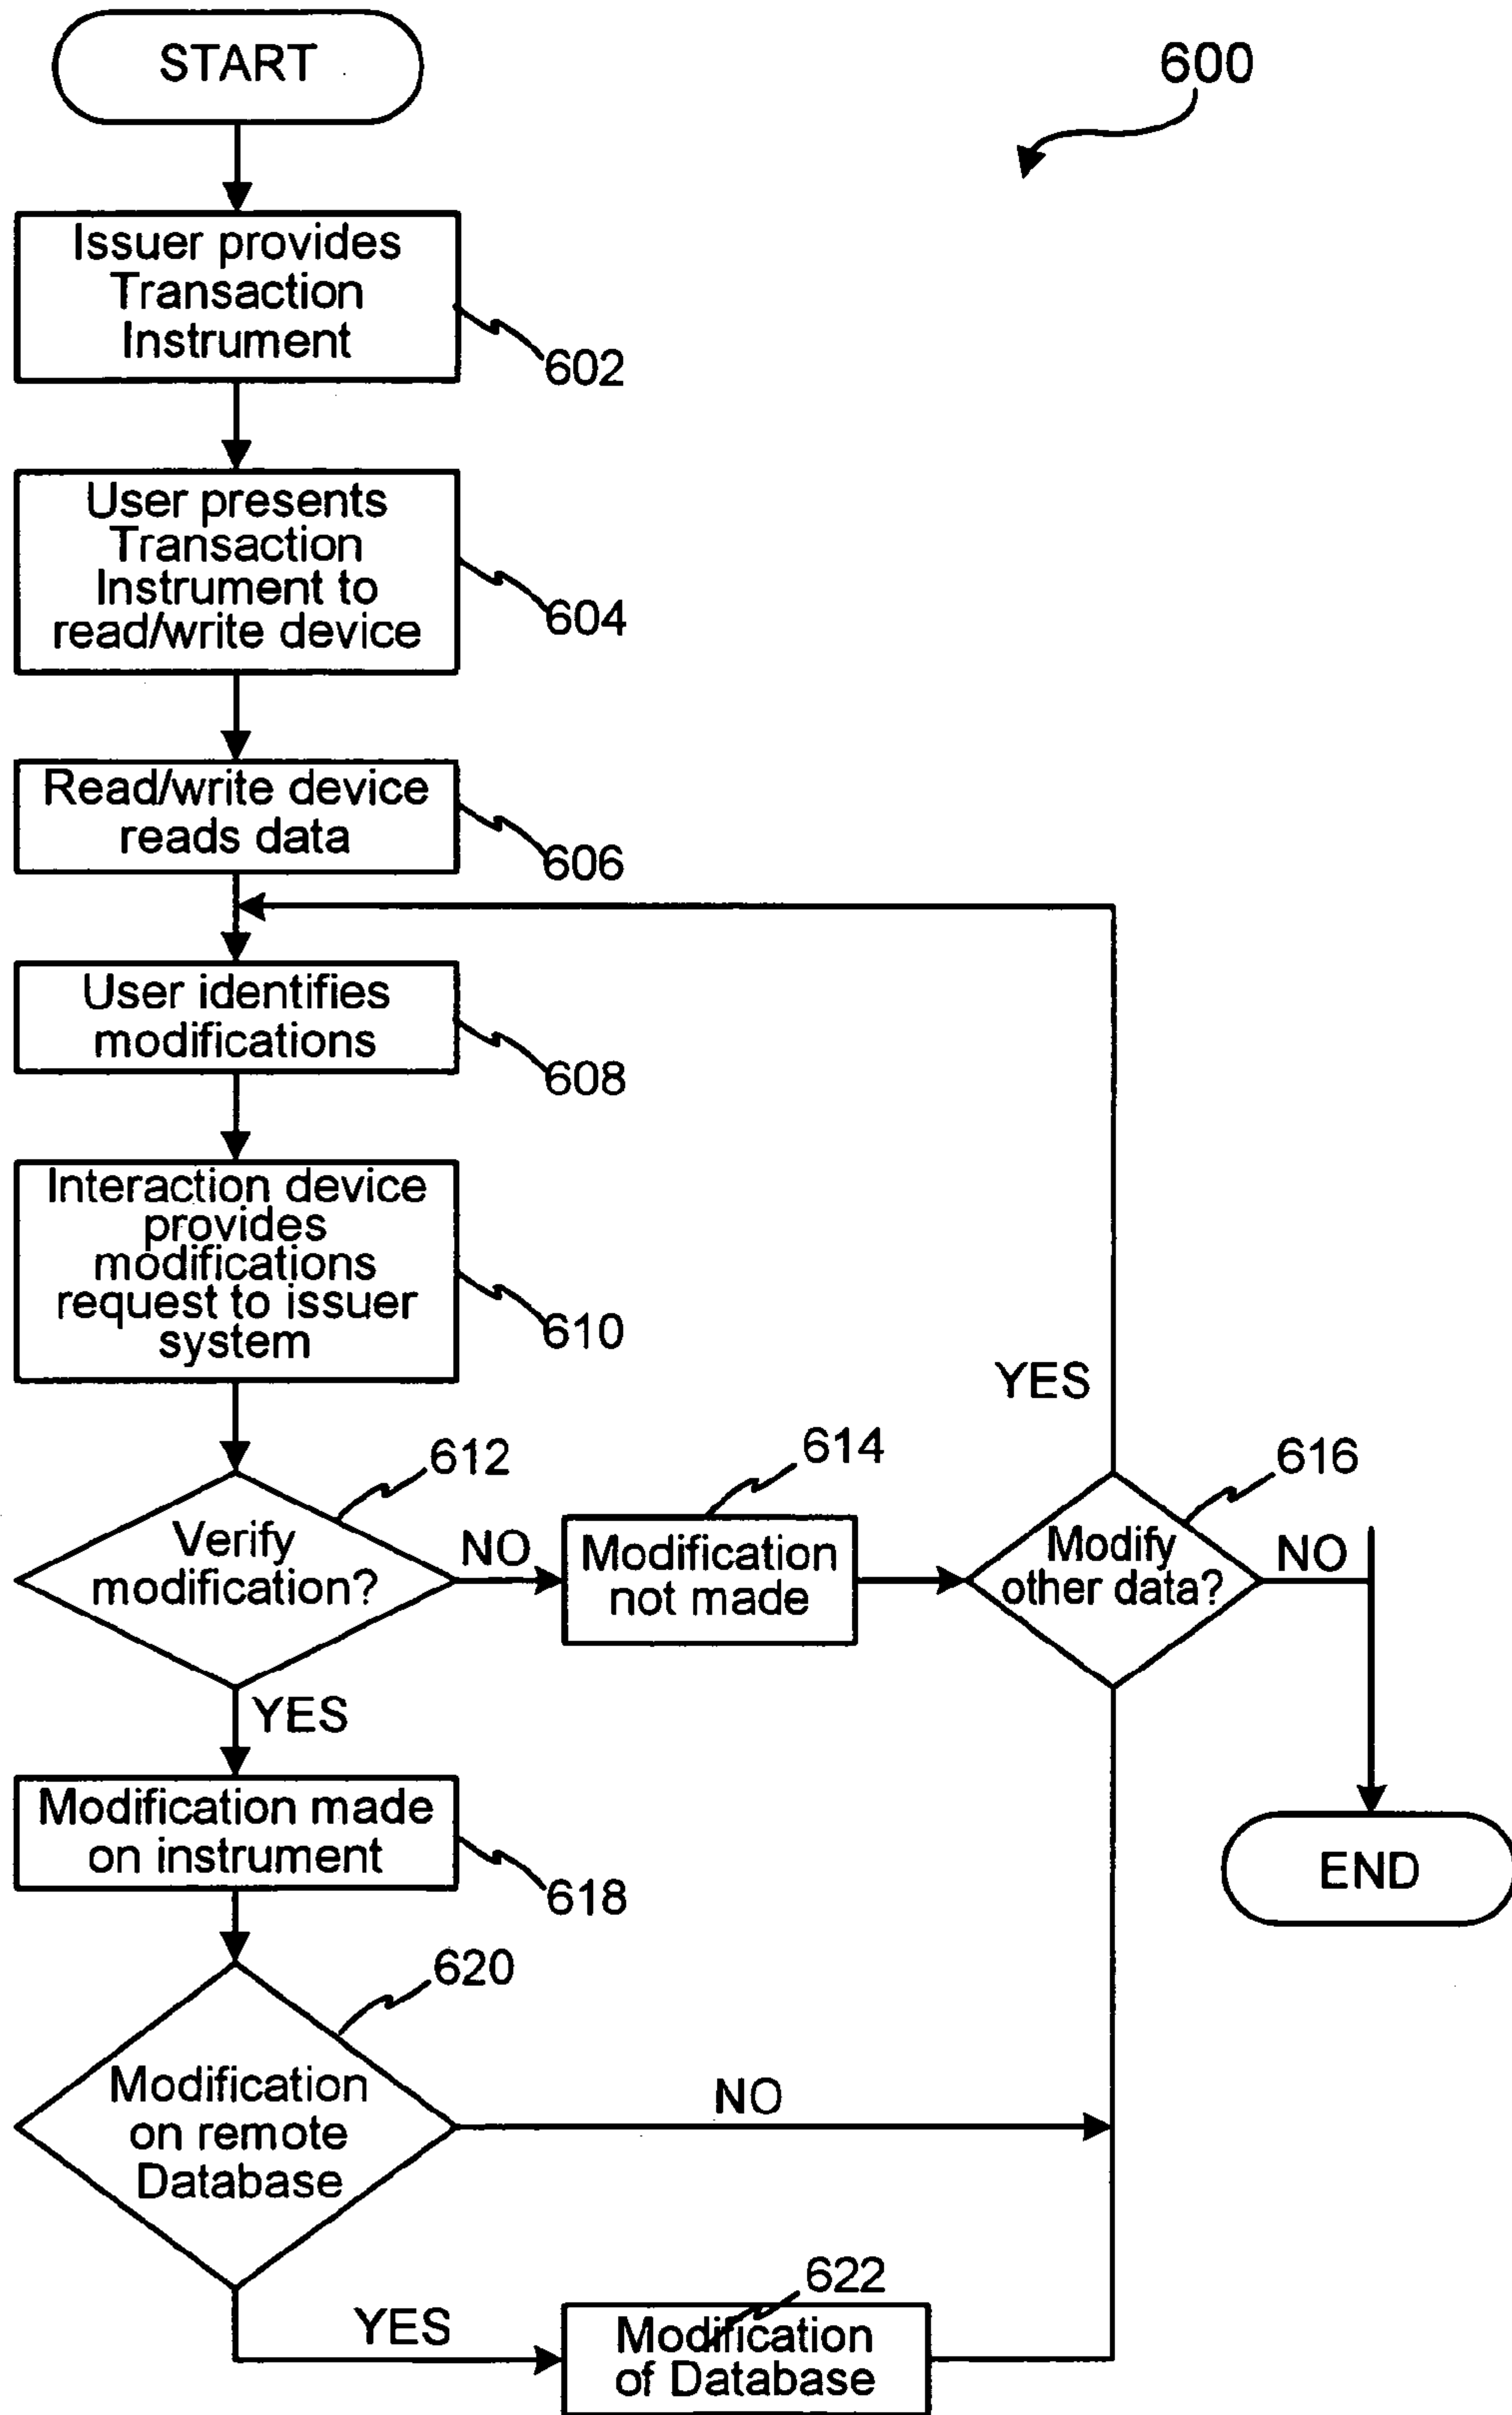 START
600
Issuer provides
Transaction
Instrument
602
User presents
Transaction
Instrument to
read/write device
604
Read/write device
reads data
606
User identifies
modifications
608
Interaction device
provides
modifications
request to issuer
system
610
YES
612
Verify
modification?
NO
614
Modification
not made
616
Modify
other data?
NO
YES
Modification made
on instrument
618
END
620
Modification
on remote
Database
NO
YES
622
Modification
of Database